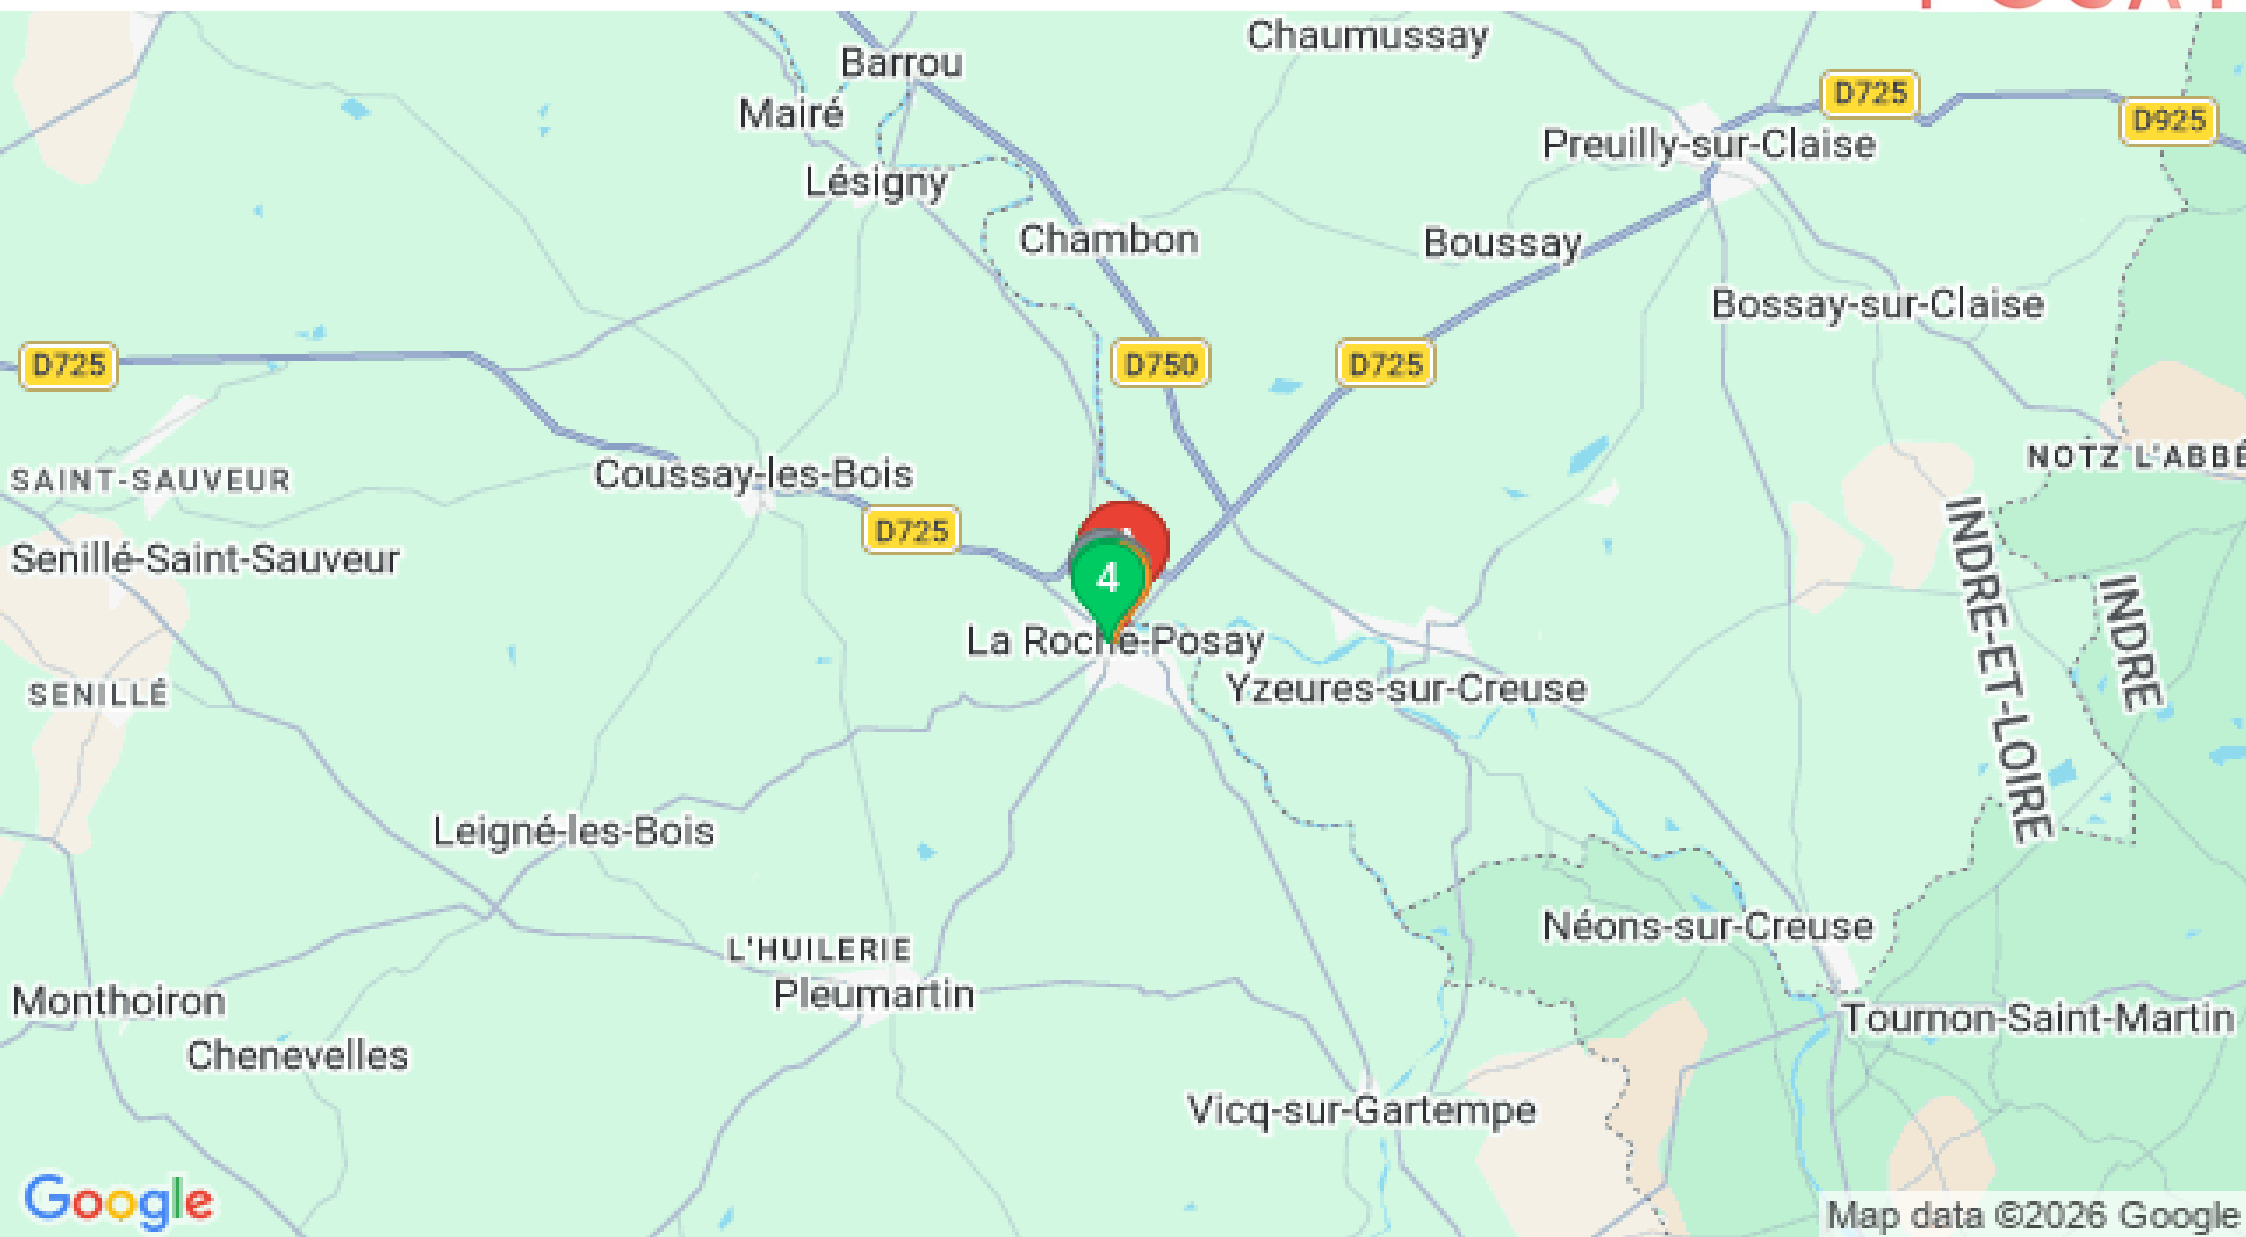 Chaumussay
Barrou
D725
Mairé
D925
Preuilly-sur-Claise
Lésigny
Chambon
Boussay
Bossay-sur-Claise
D725
D750
D725
NOTZ L'ABBÉ
Coussay-les-Bois
SAINT-SAUVEUR
D725
Senillé-Saint-Sauveur
4
INDRE-ET-LOIRE
INDRE
La Roche-Posay
Yzeures-sur-Creuse
SENILLÉ
Leigné-les-Bois
Néons-sur-Creuse
L'HUILERIE
Pleumartin
Monthoiron
Tournon-Saint-Martin
Chenevelles
Vicq-sur-Gartempe
Google
Map data ©2026 Google